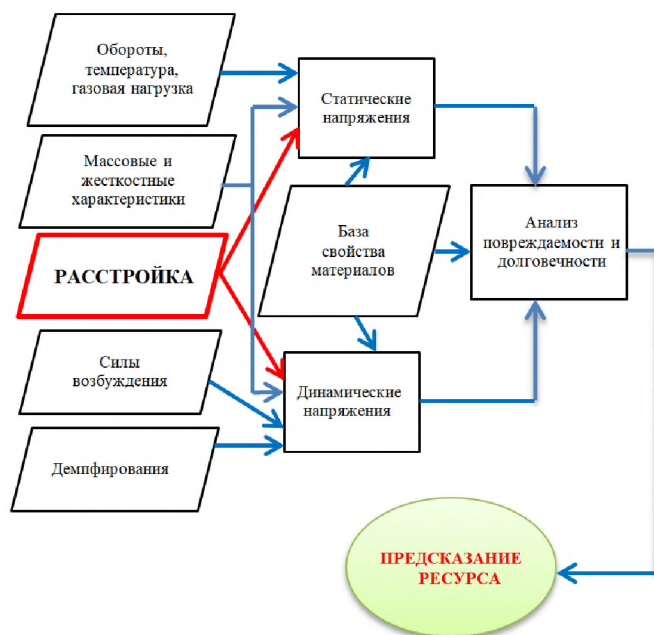 Обороты,
температура,
газовая нагрузка
Статические
напряжения
Массовые и
жесткостные
характеристики
База
свойства
материалов
Анализ
повреждаемости и
долговечности
РАССТРОЙКА
Силы
возбуждения
Динамические
напряжения
Демпфирования
ПРЕДСКАЗАНИЕ
РЕСУРСА